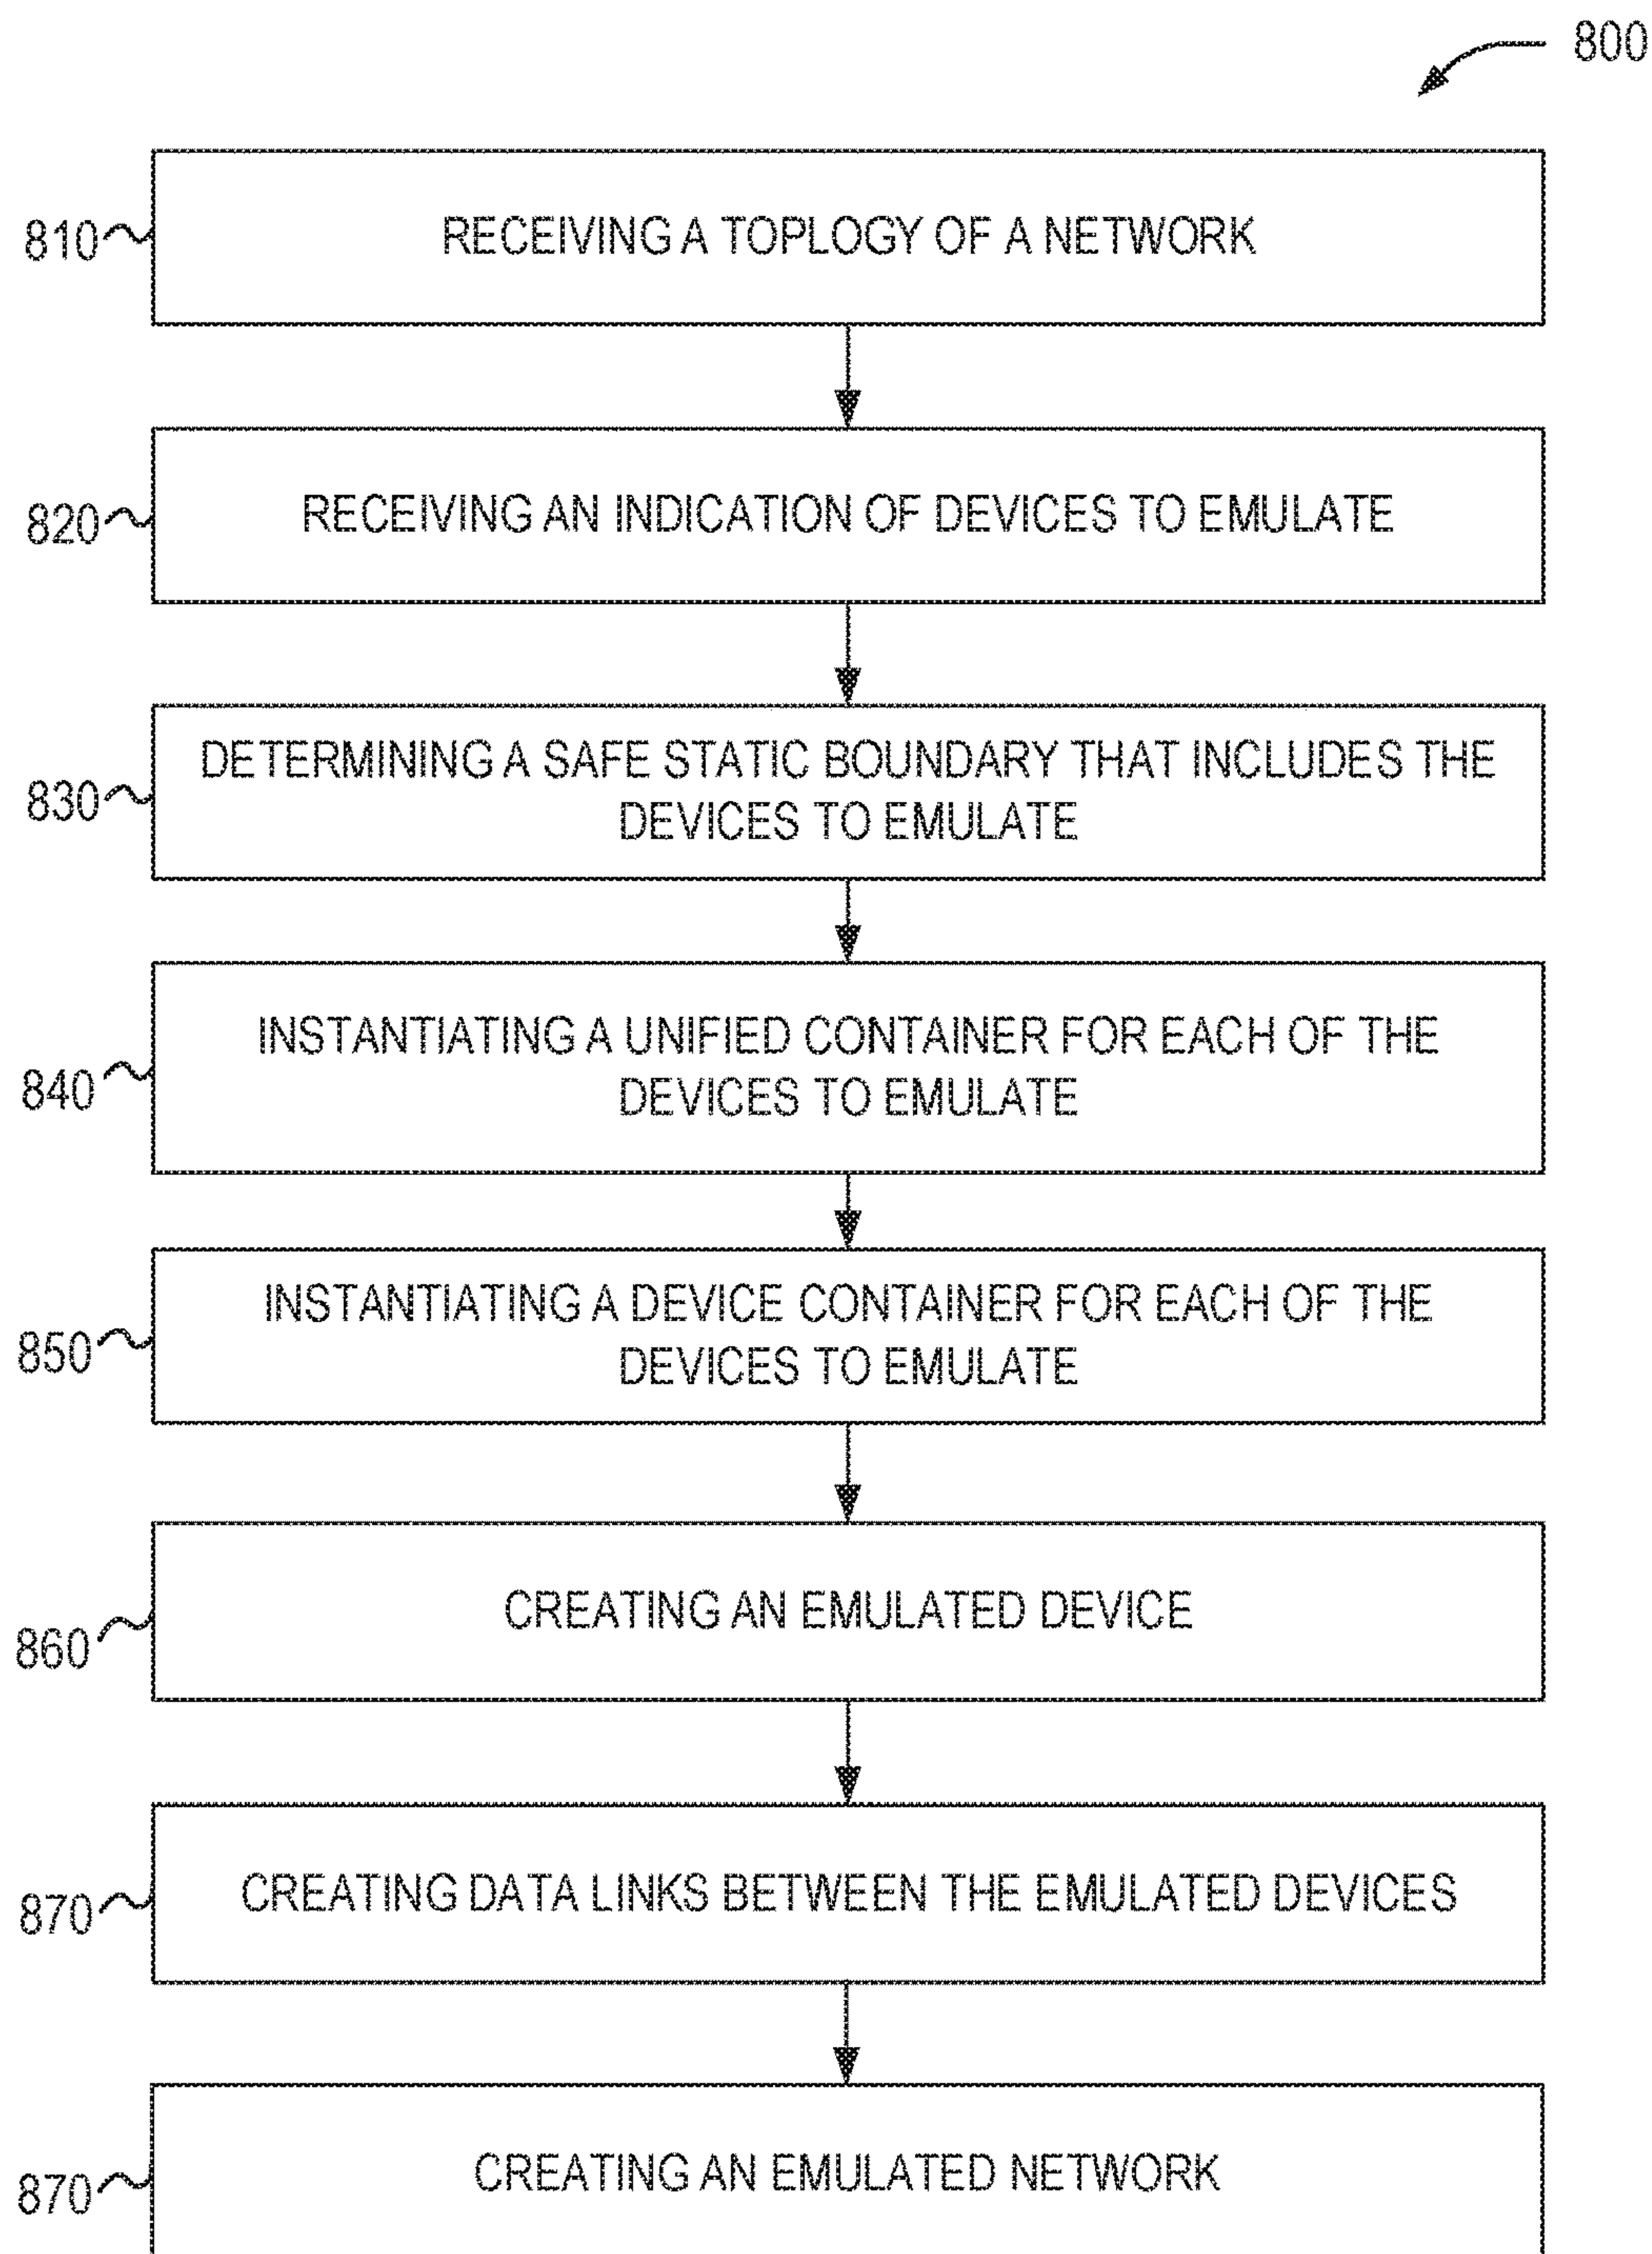 800
810
RECEIVING A TOPLOGY OF A NETWORK
820
RECEIVING AN INDICATION OF DEVICES TO EMULATE
830
DETERMINING A SAFE STATIC BOUNDARY THAT INCLUDES THE
DEVICES TO EMULATE
840
INSTANTIATING A UNIFIED CONTAINER FOR EACH OF THE
DEVICES TO EMULATE
850
INSTANTIATING A DEVICE CONTAINER FOR EACH OF THE
DEVICES TO EMULATE
860
CREATING AN EMULATED DEVICE
870
CREATING DATA LINKS BETWEEN THE EMULATED DEVICES
870
CREATING AN EMULATED NETWORK